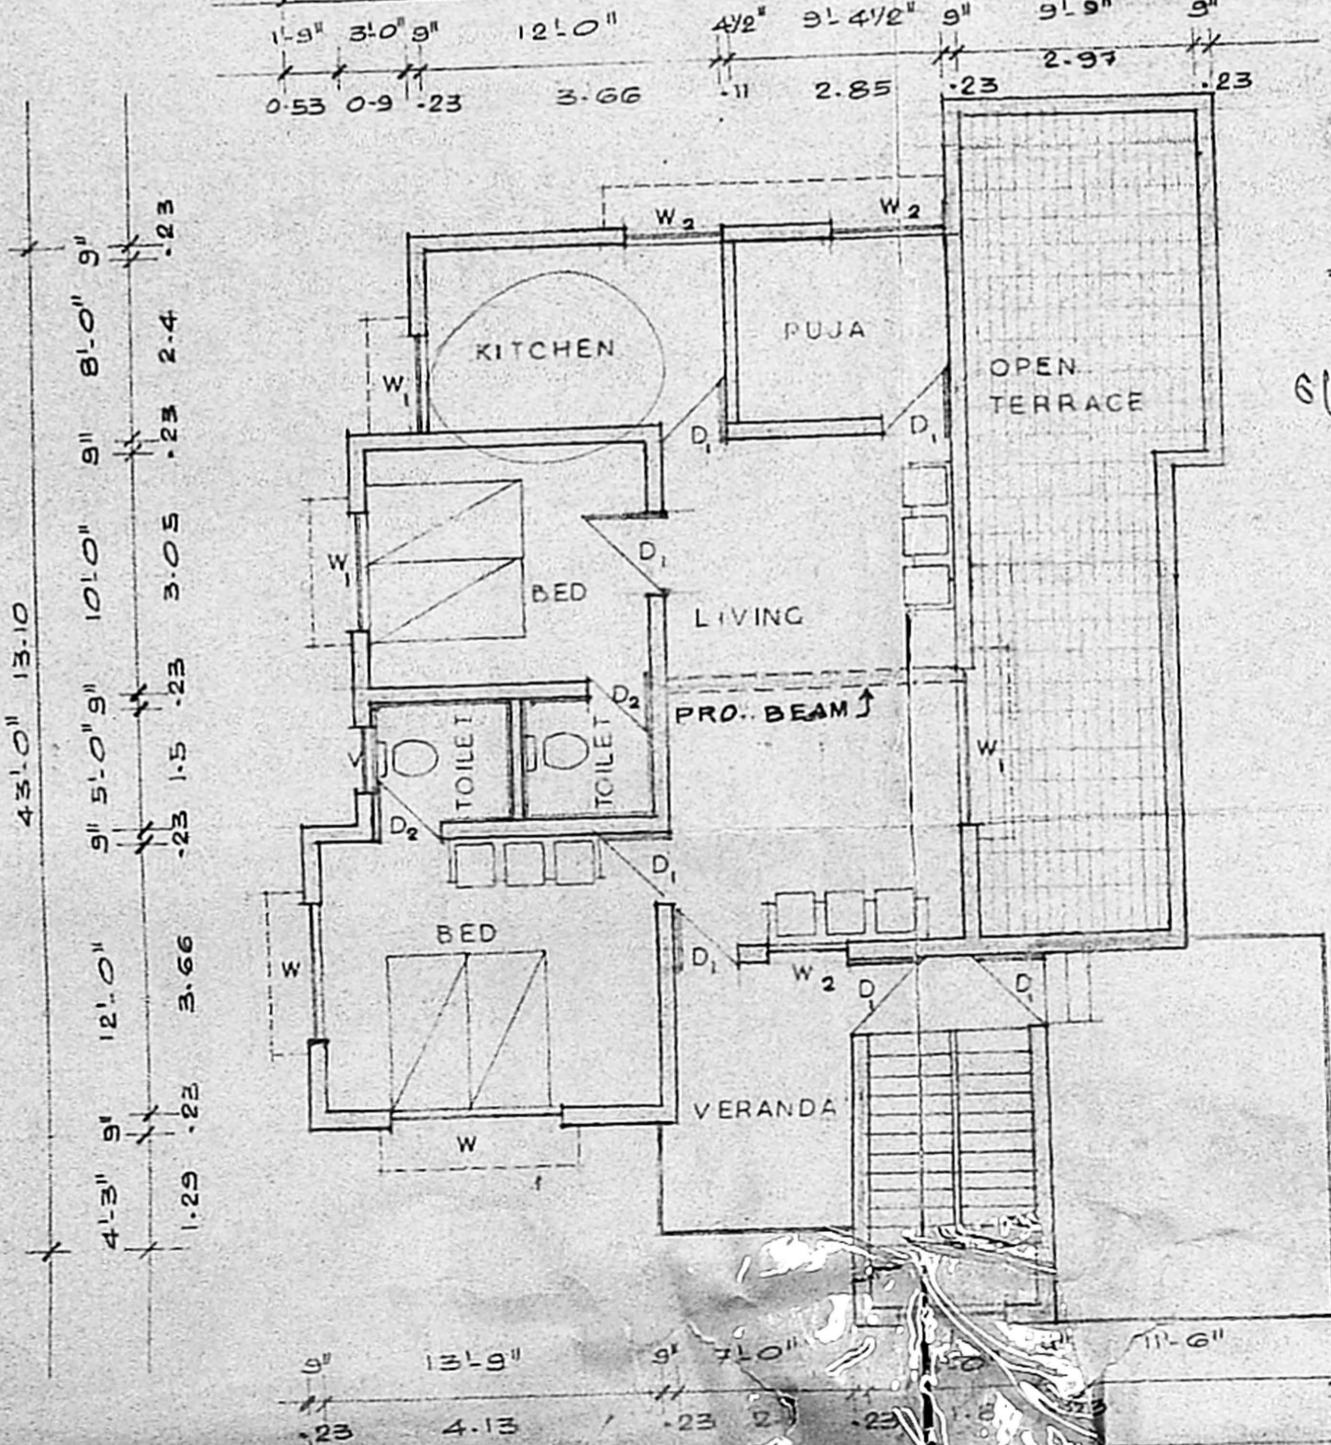 1'-9" 3'-0" 9" 12'-0" 4½" 9'-4½" 9" 9'-9" 9"
0.53 0.9 .23 3.66 .11 2.85 .23 2.97 .23
W2
W2
KITCHEN
PUJA
W1
D1
D1
OPEN
TERRACE
W1
BED
D1
LIVING
PRO.. BEAM
V
TOILET
TOILET
D2
D2
W1
D1
BED
W
W
D1
W2
D1
D1
VERANDA
43'-0" 13.10
9" 8'-0" 9" 10'-0" 9" 5'-0" 9" 12'-0" 9" 4'-3"
.23 2.4 .23 3.05 .23 1.5 .23 3.66 .23 1.29
9" 13'-9" 9" 7'-0" 11'-6"
.23 4.13 .23 .23